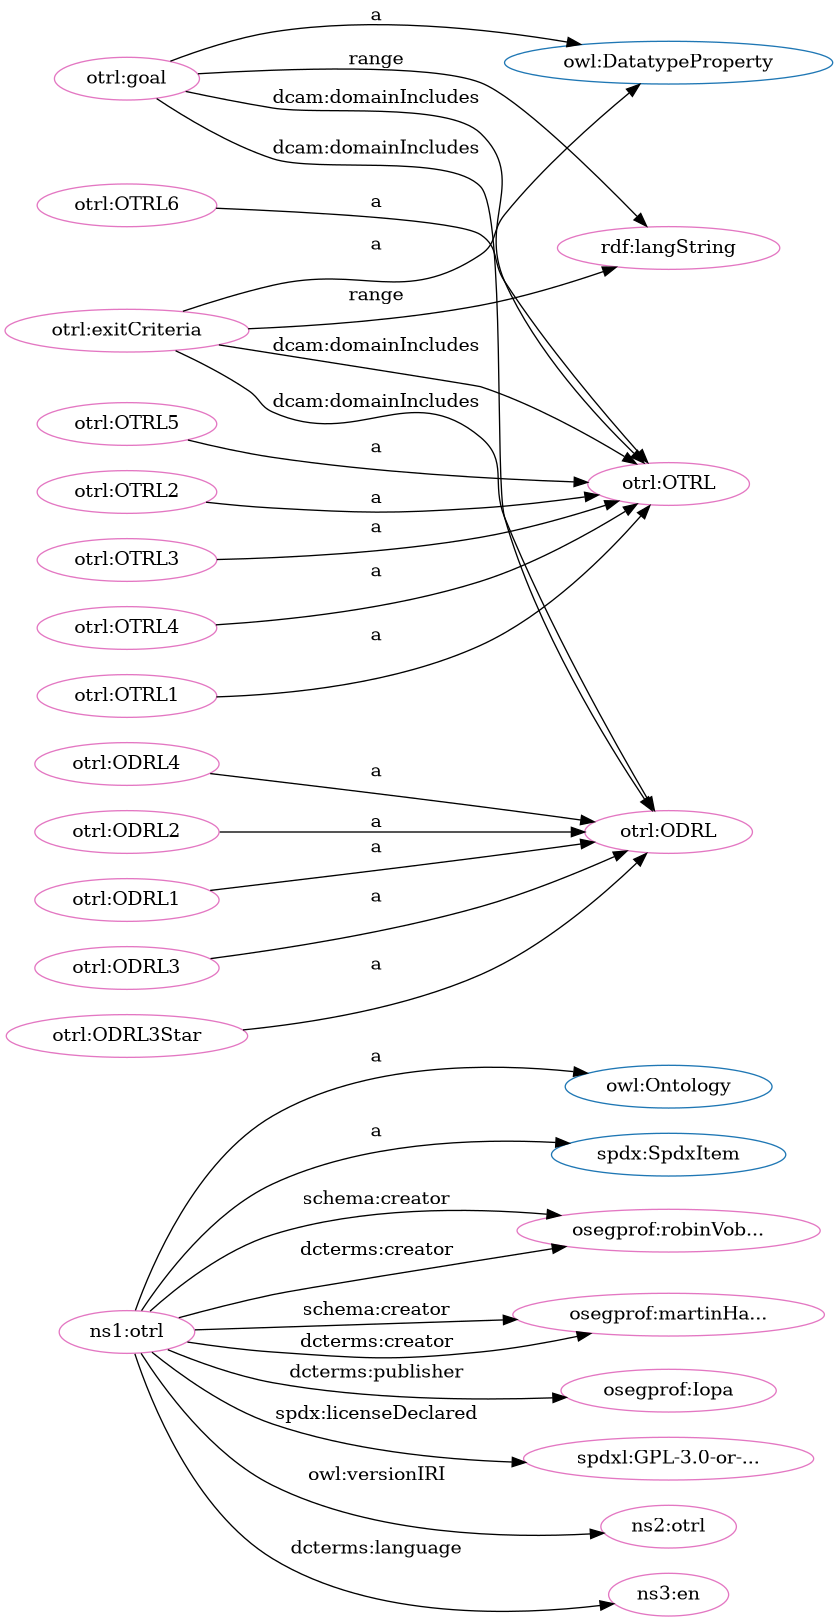 a
otrl:goal
owl:DatatypeProperty
range
dcam:domainIncludes
dcam:domainIncludes
otrl:OTRL6
a
a
rdf:langString
range
otrl:exitCriteria
dcam:domainIncludes
dcam:domainIncludes
otrl:OTRL5
a
otrl:OTRL
otrl:OTRL2
a
a
otrl:OTRL3
a
otrl:OTRL4
a
otrl:OTRL1
otrl:ODRL4
a
a
otrl:ODRL2
otrl:ODRL
a
otrl:ODRL1
a
otrl:ODRL3
a
otrl:ODRL3Star
a
owl:Ontology
a
spdx:SpdxItem
schema:creator
osegprof:robinVob...
dcterms:creator
schema:creator
osegprof:martinHa...
ns1:otrl
dcterms:creator
dcterms:publisher
osegprof:Iopa
spdx:licenseDeclared
spdxl:GPL-3.0-or-...
owl:versionIRI
ns2:otrl
dcterms:language
ns3:en